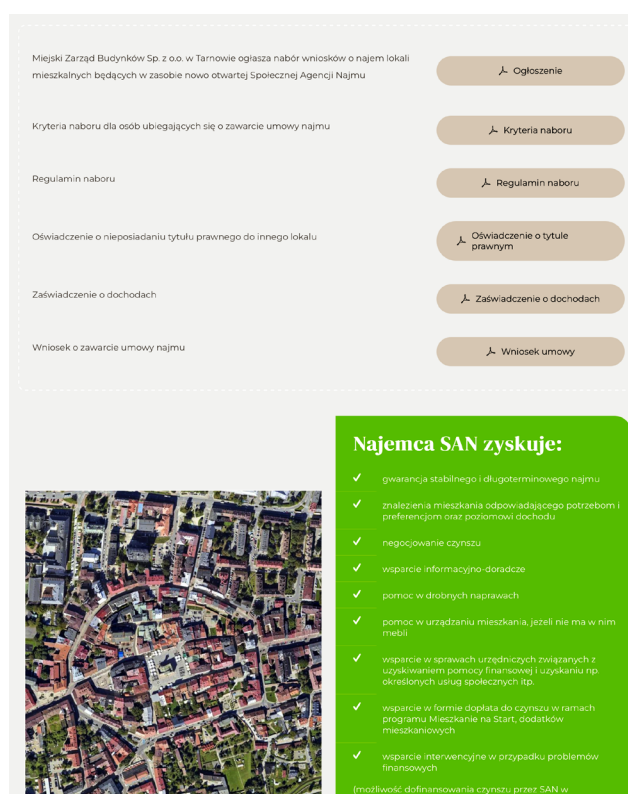 Miejski Zarząd Budynków Sp. z o.o. w Tarnowie ogłasza nabór wniosków o najem lokali
mieszkalnych będących w zasobie nowo otwartej Społecznej Agencji Najmu
Ogłoszenie
Kryteria naboru dla osób ubiegających się o zawarcie umowy najmu
Kryteria naboru
Regulamin naboru
Regulamin naboru
Oświadczenie o nieposiadaniu tytułu prawnego do innego lokalu
Oświadczenie o tytule
prawnym
Zaświadczenie o dochodach
Zaświadczenie o dochodach
Wniosek o zawarcie umowy najmu
Wniosek umowy
Najemca SAN zyskuje:
gwarancja stabilnego i długoterminowego najmu
znalezienia mieszkania odpowiadającego potrzebom i
preferencjom oraz poziomowi dochodu
negocjowanie czynszu
wsparcie informacyjno-doradcze
pomoc w drobnych naprawach
pomoc w urządzaniu mieszkania, jeżeli nie ma w nim
mebli
wsparcie w sprawach urzędniczych związanych z
uzyskiwaniem pomocy finansowej i uzyskaniu np.
określonych usług społecznych itp.
wsparcie w formie dopłata do czynszu w ramach
programu Mieszkanie na Start, dodatków
mieszkaniowych
wsparcie interwencyjne w przypadku problemów
finansowych
(możliwość dofinansowania czynszu przez SAN w